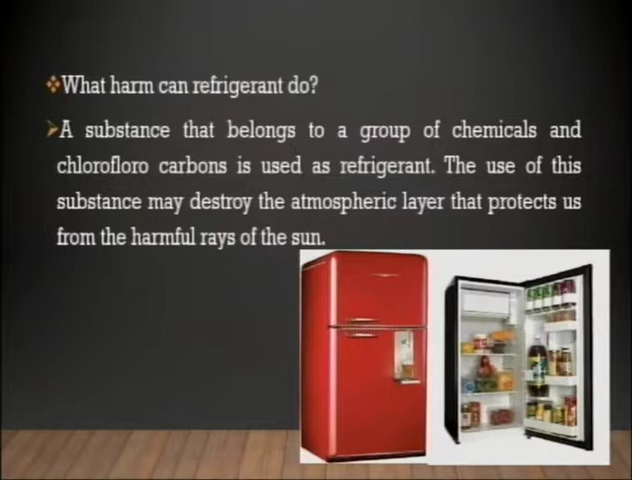 What harm can refrigerant do?
A substance that belongs to a group of chemicals and
chlorofloro carbons is used as refrigerant. The use of this
substance may destroy the atmospheric layer that protects us
from the harmful rays of the sun.